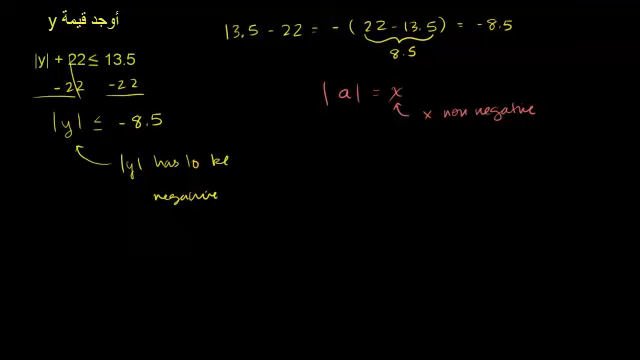 أوجد قيمة y
|y| + 22 ≤ 13.5
-22 -22
|y| ≤ -8.5
|y| has to be
negative
13.5 - 22 = - ( 22 - 13.5 ) = -8.5
8.5
| a | = x
x non negative